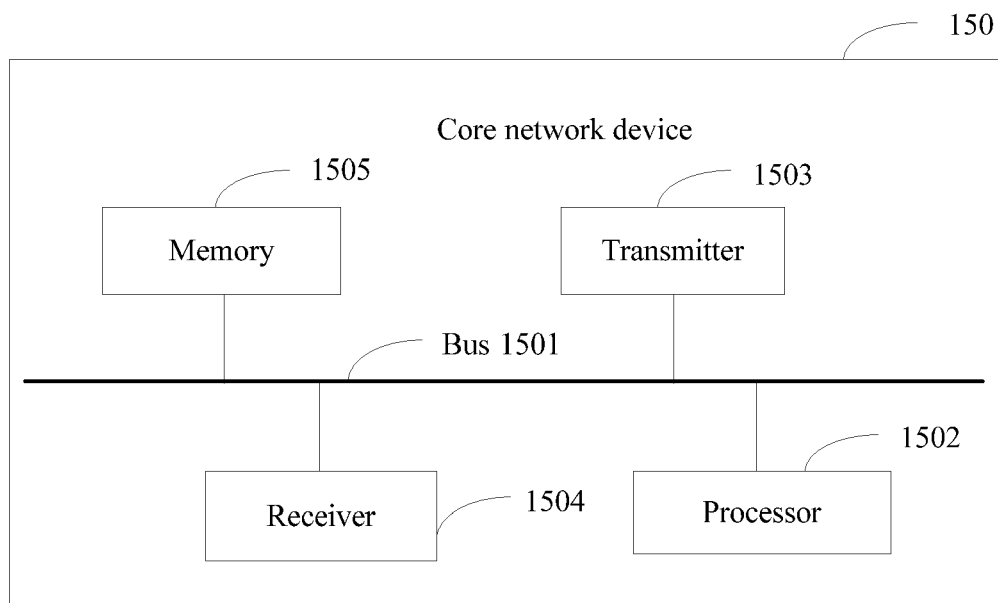 150
Core network device
1505
1503
Memory
Transmitter
Bus 1501
1502
Receiver
1504
Processor